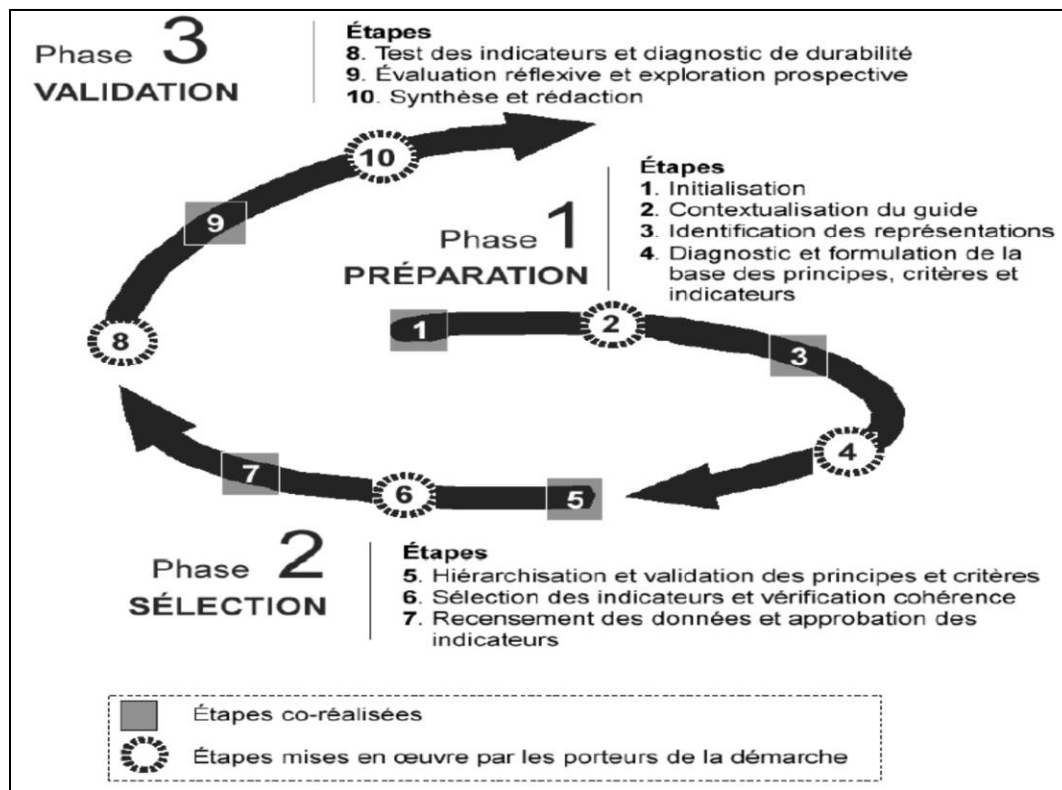 Phase 3
VALIDATION
Étapes
8. Test des indicateurs et diagnostic de durabilité
9. Évaluation réflexive et exploration prospective
10. Synthèse et rédaction
10
9
8
Phase 1
PRÉPARATION
Étapes
1. Initialisation
2. Contextualisation du guide
3. Identification des représentations
4. Diagnostic et formulation de la
base des principes, critères et
indicateurs
1
2
3
4
5
6
7
Phase 2
SÉLECTION
Étapes
5. Hiérarchisation et validation des principes et critères
6. Sélection des indicateurs et vérification cohérence
7. Recensement des données et approbation des
indicateurs
Étapes co-réalisées
Étapes mises en œuvre par les porteurs de la démarche